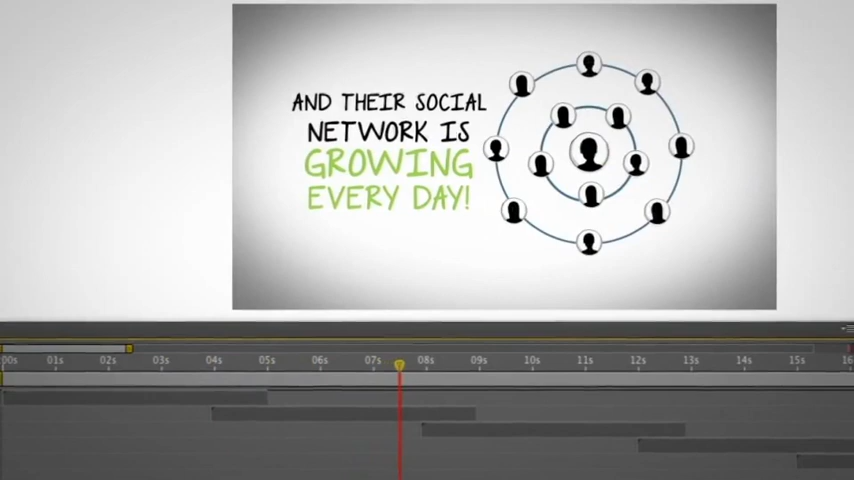 AND THEIR SOCIAL
NETWORK IS
GROWING
EVERY DAY!
00s 01s 02s 03s 04s 05s 06s 07s 08s 09s 10s 11s 12s 13s 14s 15s 16